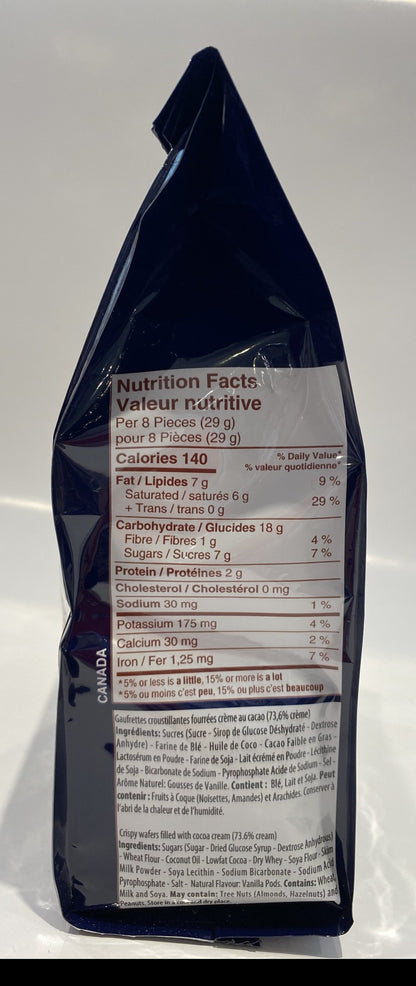 Nutrition Facts
Valeur nutritive
Per 8 Pieces (29 g)
pour 8 Pièces (29 g)
Calories 140
% Daily Value*
% valeur quotidienne*
Fat / Lipides 7 g 9 %
Saturated / saturés 6 g
+ Trans / trans 0 g 29 %
Carbohydrate / Glucides 18 g
Fibre / Fibres 1 g 4 %
Sugars / Sucres 7 g 7 %
Protein / Protéines 2 g
Cholesterol / Cholestérol 0 mg
Sodium 30 mg 1 %
Potassium 175 mg 4 %
Calcium 30 mg 2 %
Iron / Fer 1,25 mg 7 %
*5% or less is a little, 15% or more is a lot
*5% ou moins c'est peu, 15% ou plus c'est beaucoup
CANADA
Gaufrettes croustillantes fourrées crème au cacao (73,6% crème)
Ingrédients: Sucres (Sucre - Sirop de Glucose Déshydraté - Dextrose
Anhydre) - Farine de Blé - Huile de Coco - Cacao Faible en Gras -
Lactosérum en Poudre - Farine de Soja - Lait écrémé en Poudre - Lécithine
de Soja - Bicarbonate de Sodium - Pyrophosphate Acide de Sodium - Sel -
Arôme Naturel: Gousses de Vanille. Contient : Blé, Lait et Soja. Peut
contenir : Fruits à Coque (Noisettes, Amandes) et Arachides. Conserver à
l'abri de la chaleur et de l'humidité.
Crispy wafers filled with cocoa cream (73.6% cream)
Ingredients: Sugars (Sugar - Dried Glucose Syrup - Dextrose Anhydrous)
- Wheat Flour - Coconut Oil - Lowfat Cocoa - Dry Whey - Soya Flour - Skim
Milk Powder - Soya Lecithin - Sodium Bicarbonate - Sodium Acid
Pyrophosphate - Salt - Natural Flavour: Vanilla Pods. Contains: Wheat,
Milk and Soya. May contain: Tree Nuts (Almonds, Hazelnuts) and
Peanuts. Store in a cool and dry place.